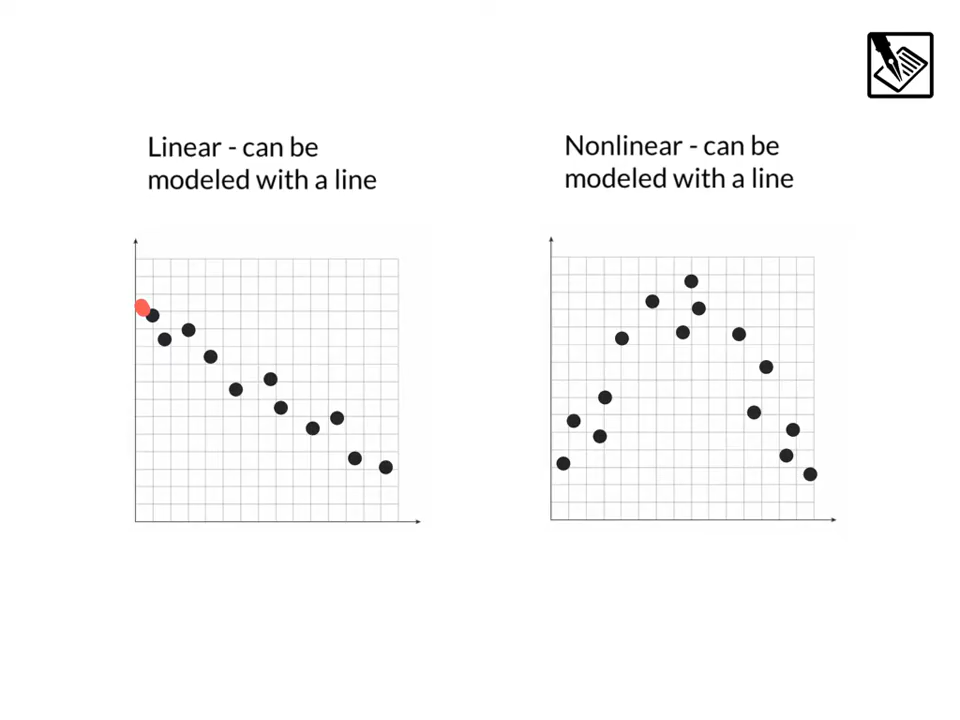 Linear - can be
modeled with a line
Nonlinear - can be
modeled with a line